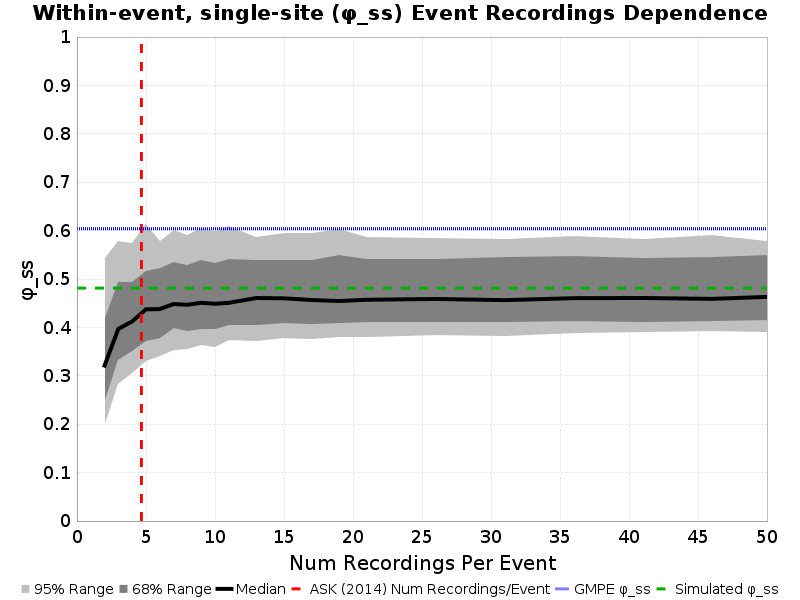 Within-event, single-site (φ_ss) Event Recordings Dependence
1
0.9
0.8
0.7
0.6
0.5
0.4
0.3
0.2
0.1
0
φ_ss
0 5 10 15 20 25 30 35 40 45 50
Num Recordings Per Event
95% Range 68% Range Median ASK (2014) Num Recordings/Event GMPE φ_ss Simulated φ_ss